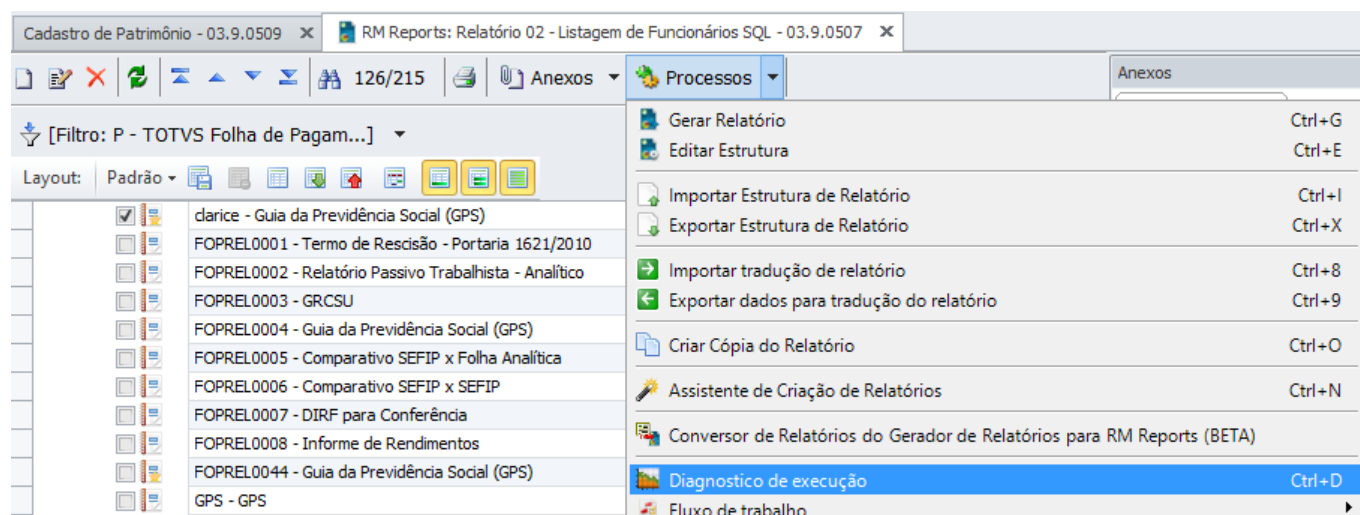 Cadastro de Patrimônio - 03.9.0509
RM Reports: Relatório 02 - Listagem de Funcionários SQL - 03.9.0507
126/215
Anexos
Processos
Anexos
[Filtro: P - TOTVS Folha de Pagam...]
Layout: Padrão
clarice - Guia da Previdência Social (GPS)
FOPREL0001 - Termo de Rescisão - Portaria 1621/2010
FOPREL0002 - Relatório Passivo Trabalhista - Analítico
FOPREL0003 - GRCSU
FOPREL0004 - Guia da Previdência Social (GPS)
FOPREL0005 - Comparativo SEFIP x Folha Analítica
FOPREL0006 - Comparativo SEFIP x SEFIP
FOPREL0007 - DIRF para Conferência
FOPREL0008 - Informe de Rendimentos
FOPREL0044 - Guia da Previdência Social (GPS)
GPS - GPS
Gerar Relatório Ctrl+G
Editar Estrutura Ctrl+E
Importar Estrutura de Relatório Ctrl+I
Exportar Estrutura de Relatório Ctrl+X
Importar tradução de relatório Ctrl+8
Exportar dados para tradução do relatório Ctrl+9
Criar Cópia do Relatório Ctrl+O
Assistente de Criação de Relatórios Ctrl+N
Conversor de Relatórios do Gerador de Relatórios para RM Reports (BETA)
Diagnostico de execução Ctrl+D
Fluxo de trabalho